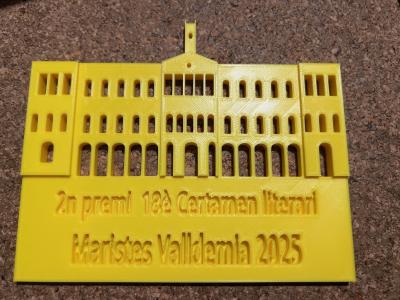 2n premi 18è Certamen literari
Maristes Valldemia 2025